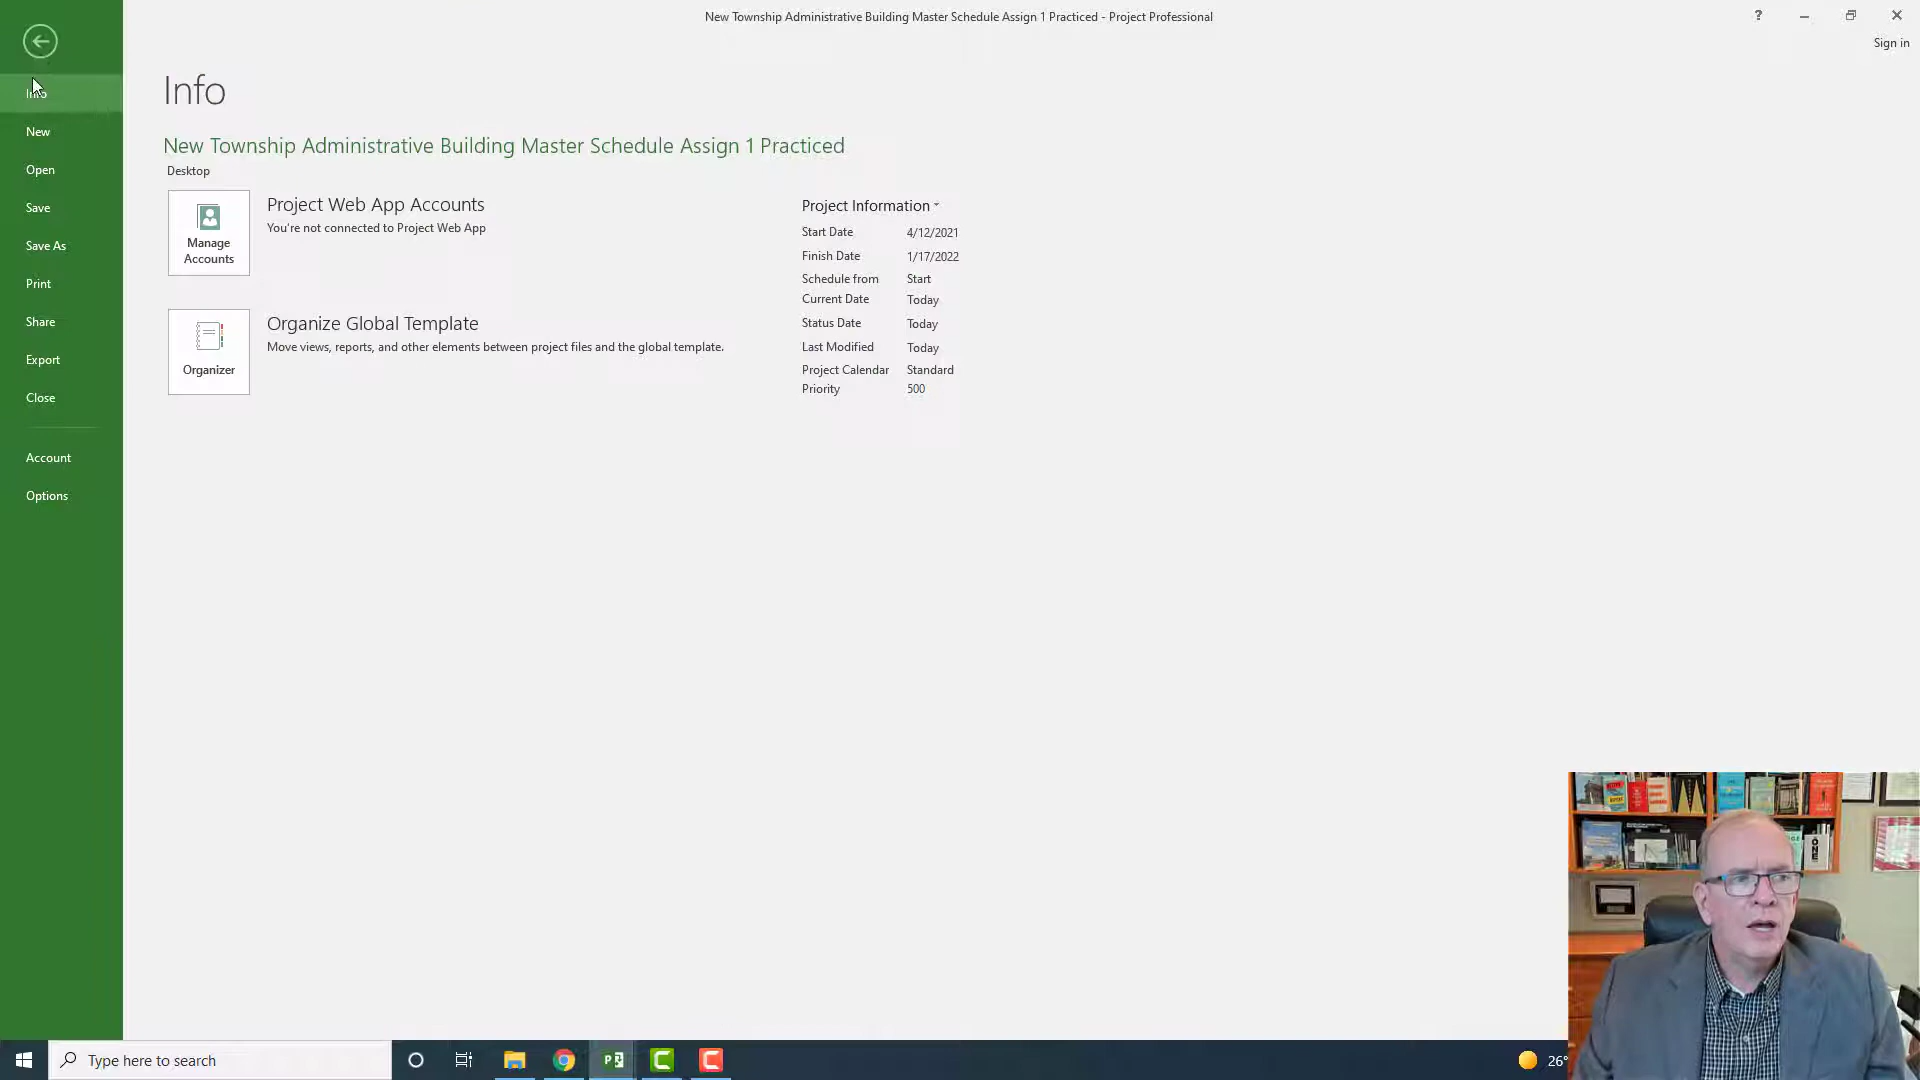 New Township Administrative Building Master Schedule Assign 1 Practiced - Project Professional
?
Sign in
Info
New
Open
Save
Save As
Print
Share
Export
Close
Account
Options
Info
New Township Administrative Building Master Schedule Assign 1 Practiced
Desktop
Manage
Accounts
Project Web App Accounts
You're not connected to Project Web App
Organizer
Organize Global Template
Move views, reports, and other elements between project files and the global template.
Project Information
Start Date 4/12/2021
Finish Date 1/17/2022
Schedule from Start
Current Date Today
Status Date Today
Last Modified Today
Project Calendar Standard
Priority 500
Type here to search
26°
ONE